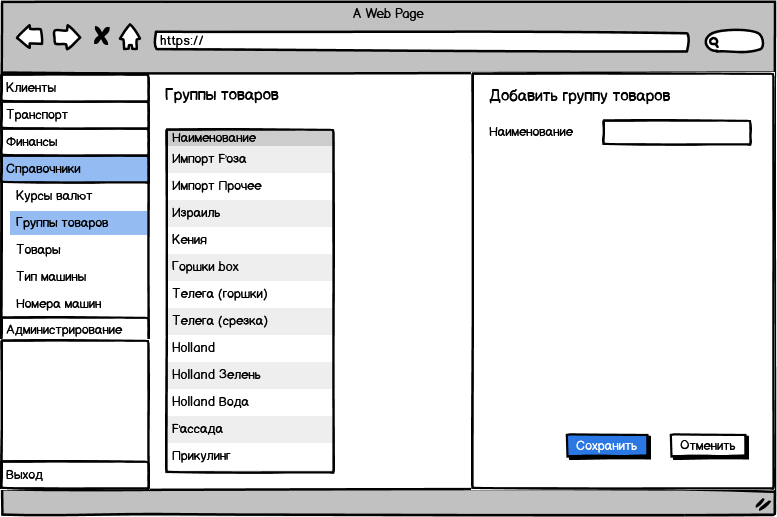 A Web Page
https://
Клиенты
Транспорт
Финансы
Справочники
Курсы валют
Группы товаров
Товары
Тип машины
Номера машин
Администрирование
Выход
Группы товаров
Наименование
Импорт Роза
Импорт Прочее
Израиль
Кения
Горшки box
Телега (горшки)
Телега (срезка)
Holland
Holland Зелень
Holland Вода
Рассада
Прикулинг
Добавить группу товаров
Наименование
Сохранить
Отменить